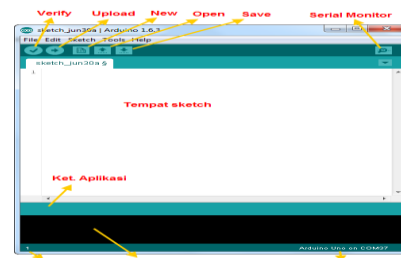 Verify Upload New Open Save Serial Monitor
sketch_jun30a | Arduino 1.6.3
File Edit Sketch Tools Help
sketch_jun30a §
1
Tempat sketch
Ket. Aplikasi
1 Arduino Uno on COM37